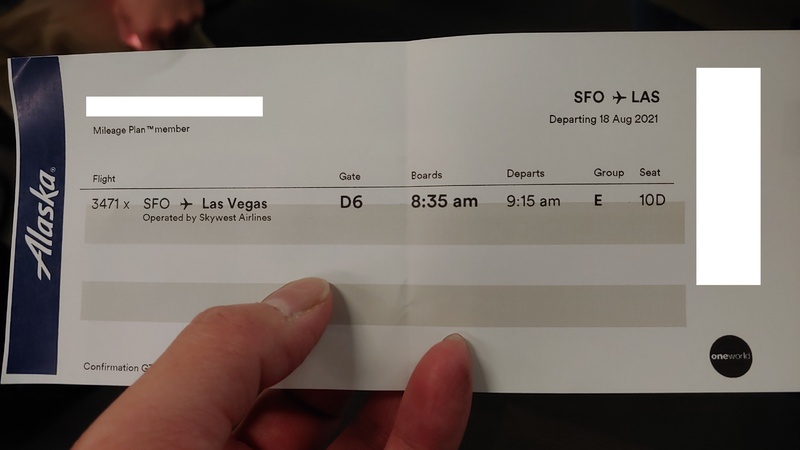 Alaska®
SFO ✈ LAS
Departing 18 Aug 2021
Mileage Plan™ member
Flight Gate Boards Departs Group Seat
3471 x SFO ✈ Las Vegas D6 8:35 am 9:15 am E 10D
Operated by Skywest Airlines
Confirmation
oneworld